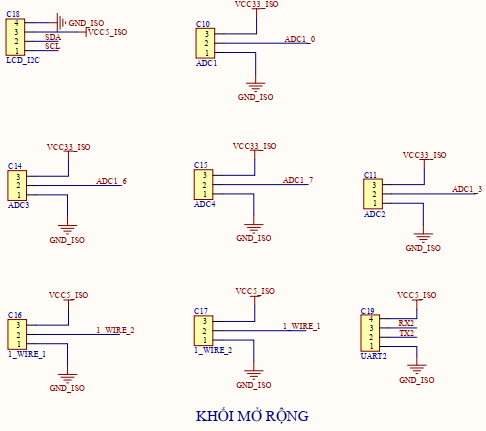 C18
4
3
2
1
GND_ISO
VCC5_ISO
SDA
SCL
LCD_I2C
VCC33_ISO
C10
3
2
1
ADC1_0
ADC1
GND_ISO
VCC33_ISO
C14
3
2
1
ADC1_6
ADC3
GND_ISO
VCC33_ISO
C15
3
2
1
ADC1_7
ADC4
GND_ISO
VCC33_ISO
C11
3
2
1
ADC1_3
ADC2
GND_ISO
VCC5_ISO
C16
3
2
1
1_WIRE_2
1_WIRE_1
GND_ISO
VCC5_ISO
C17
3
2
1
1_WIRE_1
1_WIRE_2
GND_ISO
VCC5_ISO
C19
4
3
2
1
RX2
TX2
UART2
GND_ISO
KHỐI MỞ RỘNG